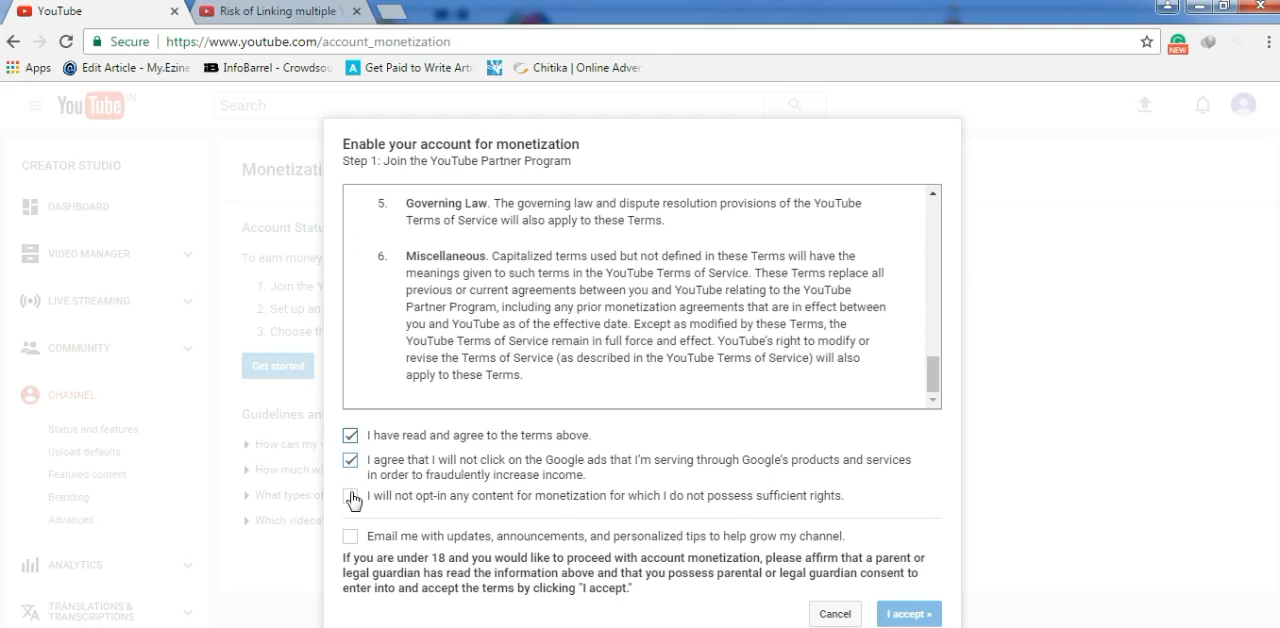 YouTube
Risk of Linking multiple
Secure
https://www.youtube.com/account_monetization
Apps
Edit Article - My.Ezine
InfoBarrel - Crowdsou
Get Paid to Write Arti
Chitika | Online Adver
NEW
YouTube IN
Search
Enable your account for monetization
Step 1: Join the YouTube Partner Program
CREATOR STUDIO
DASHBOARD
VIDEO MANAGER
LIVE STREAMING
COMMUNITY
CHANNEL
Status and features
Upload defaults
Featured content
Branding
Advanced
ANALYTICS
TRANSLATIONS &
TRANSCRIPTIONS
Monetizati
Account Statu
To earn money
1. Join the Y
2. Set up an
3. Choose th
Get started
Guidelines an
How can my
How much wi
What types of
Which videos
5. Governing Law. The governing law and dispute resolution provisions of the YouTube
Terms of Service will also apply to these Terms.
6. Miscellaneous. Capitalized terms used but not defined in these Terms will have the
meanings given to such terms in the YouTube Terms of Service. These Terms replace all
previous or current agreements between you and YouTube relating to the YouTube
Partner Program, including any prior monetization agreements that are in effect between
you and YouTube as of the effective date. Except as modified by these Terms, the
YouTube Terms of Service remain in full force and effect. YouTube's right to modify or
revise the Terms of Service (as described in the YouTube Terms of Service) will also
apply to these Terms.
I have read and agree to the terms above.
I agree that I will not click on the Google ads that I'm serving through Google's products and services
in order to fraudulently increase income.
I will not opt-in any content for monetization for which I do not possess sufficient rights.
Email me with updates, announcements, and personalized tips to help grow my channel.
If you are under 18 and you would like to proceed with account monetization, please affirm that a parent or
legal guardian has read the information above and that you possess parental or legal guardian consent to
enter into and accept the terms by clicking "I accept."
Cancel
I accept »